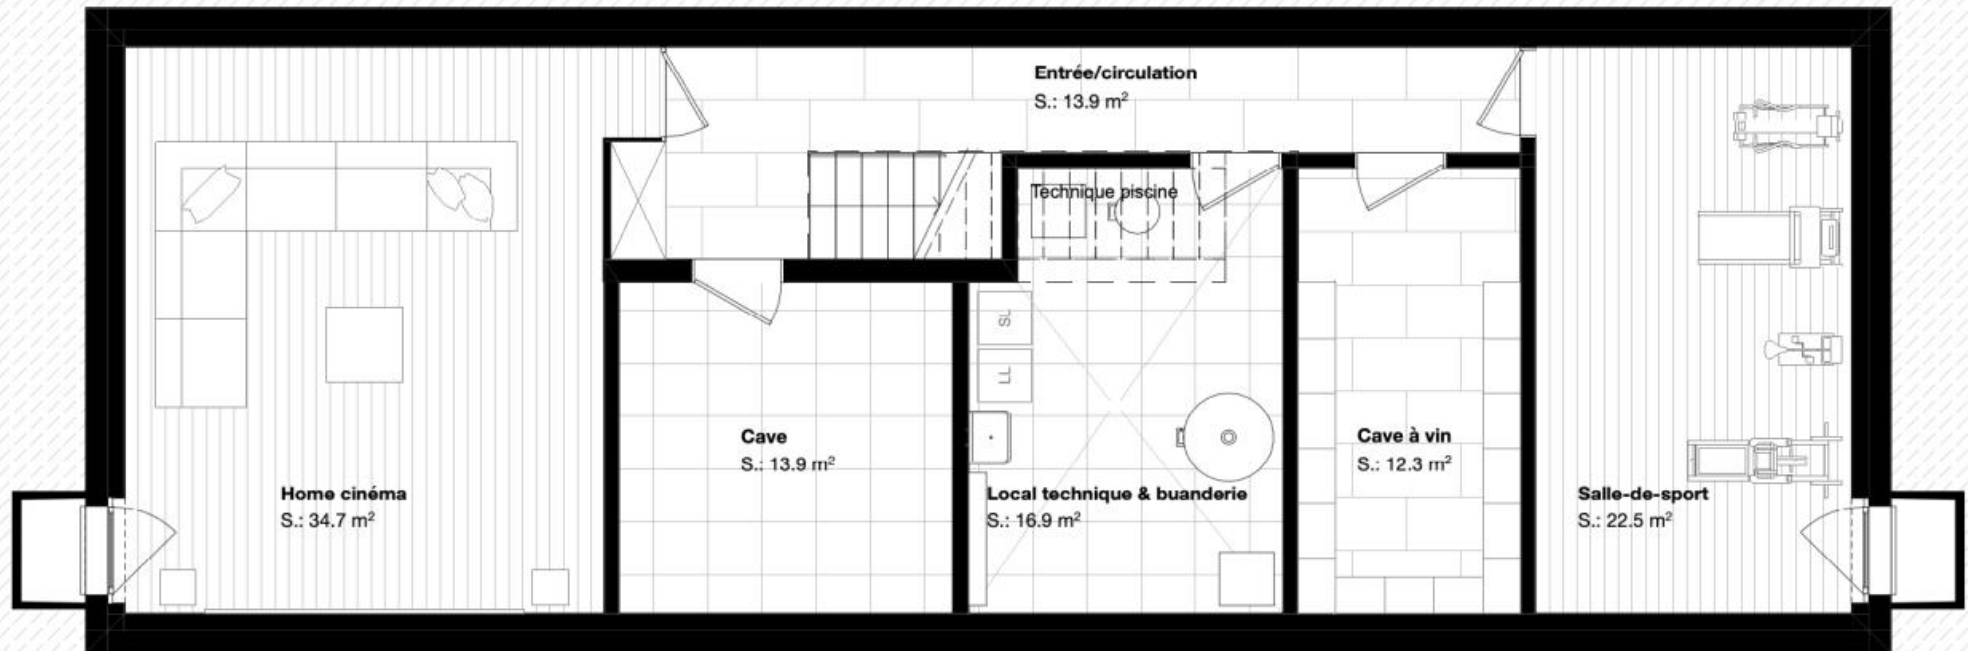 Entrée/circulation
S.: 13.9 m²
Technique piscine
SL
LL
Cave
S.: 13.9 m²
Cave à vin
S.: 12.3 m²
Home cinéma
S.: 34.7 m²
Local technique & buanderie
S.: 16.9 m²
Salle-de-sport
S.: 22.5 m²